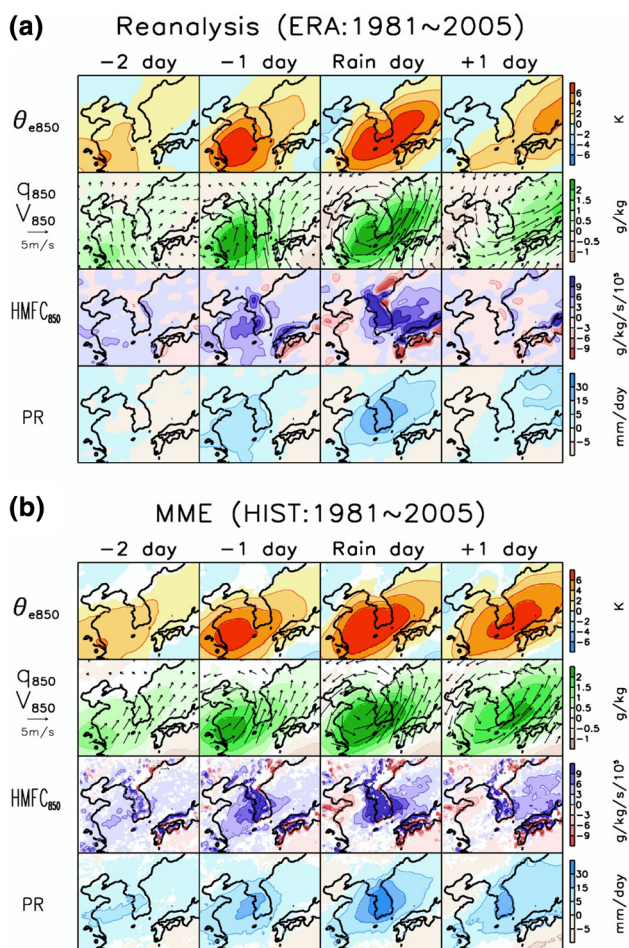 (a) Reanalysis (ERA:1981~2005)
-2 day -1 day Rain day +1 day
θe850
6
4
2
0
-2
-4
-6
K
q850
V850
5m/s
2
1.5
1
0.5
0
-0.5
-1
g/kg
HMFC850
9
6
3
0
-3
-6
-9
g/kg/s/10⁵
PR
30
15
5
0
-5
mm/day
(b) MME (HIST:1981~2005)
-2 day -1 day Rain day +1 day
θe850
6
4
2
0
-2
-4
-6
K
q850
V850
5m/s
2
1.5
1
0.5
0
-0.5
-1
g/kg
HMFC850
9
6
3
0
-3
-6
-9
g/kg/s/10⁵
PR
30
15
5
0
-5
mm/day